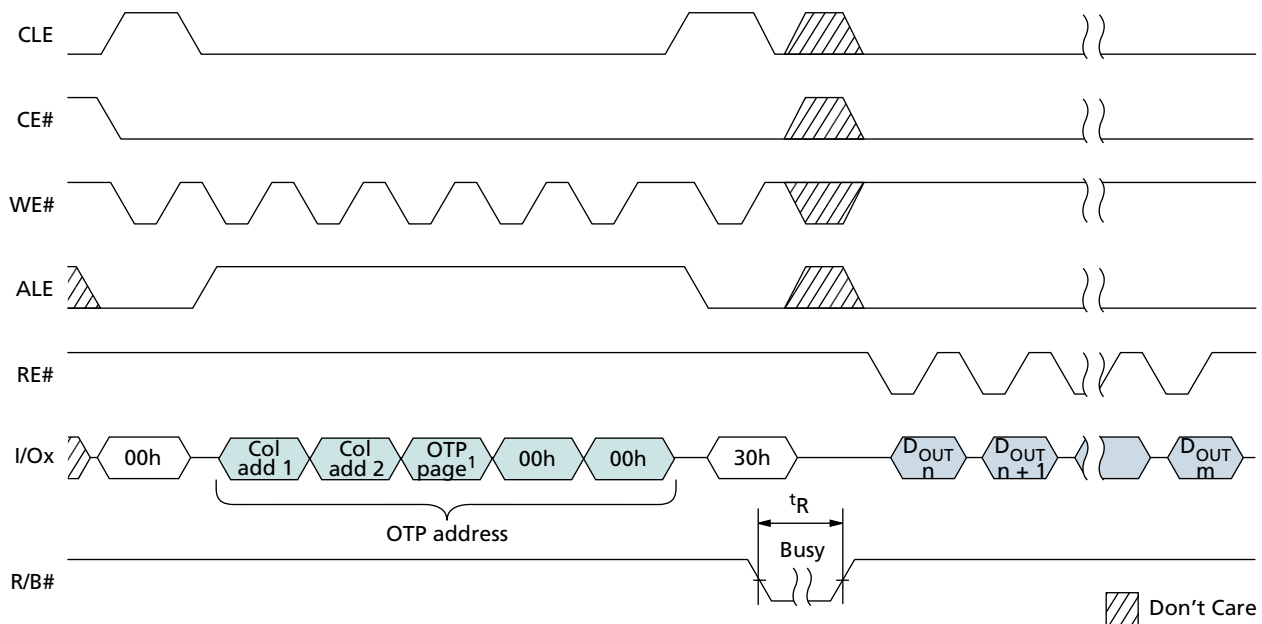 CLE
CE#
WE#
ALE
RE#
I/Ox
00h
Col add 1
Col add 2
OTP page1
00h
00h
30h
DOUT n
DOUT n + 1
DOUT m
OTP address
tR
Busy
R/B#
Don't Care